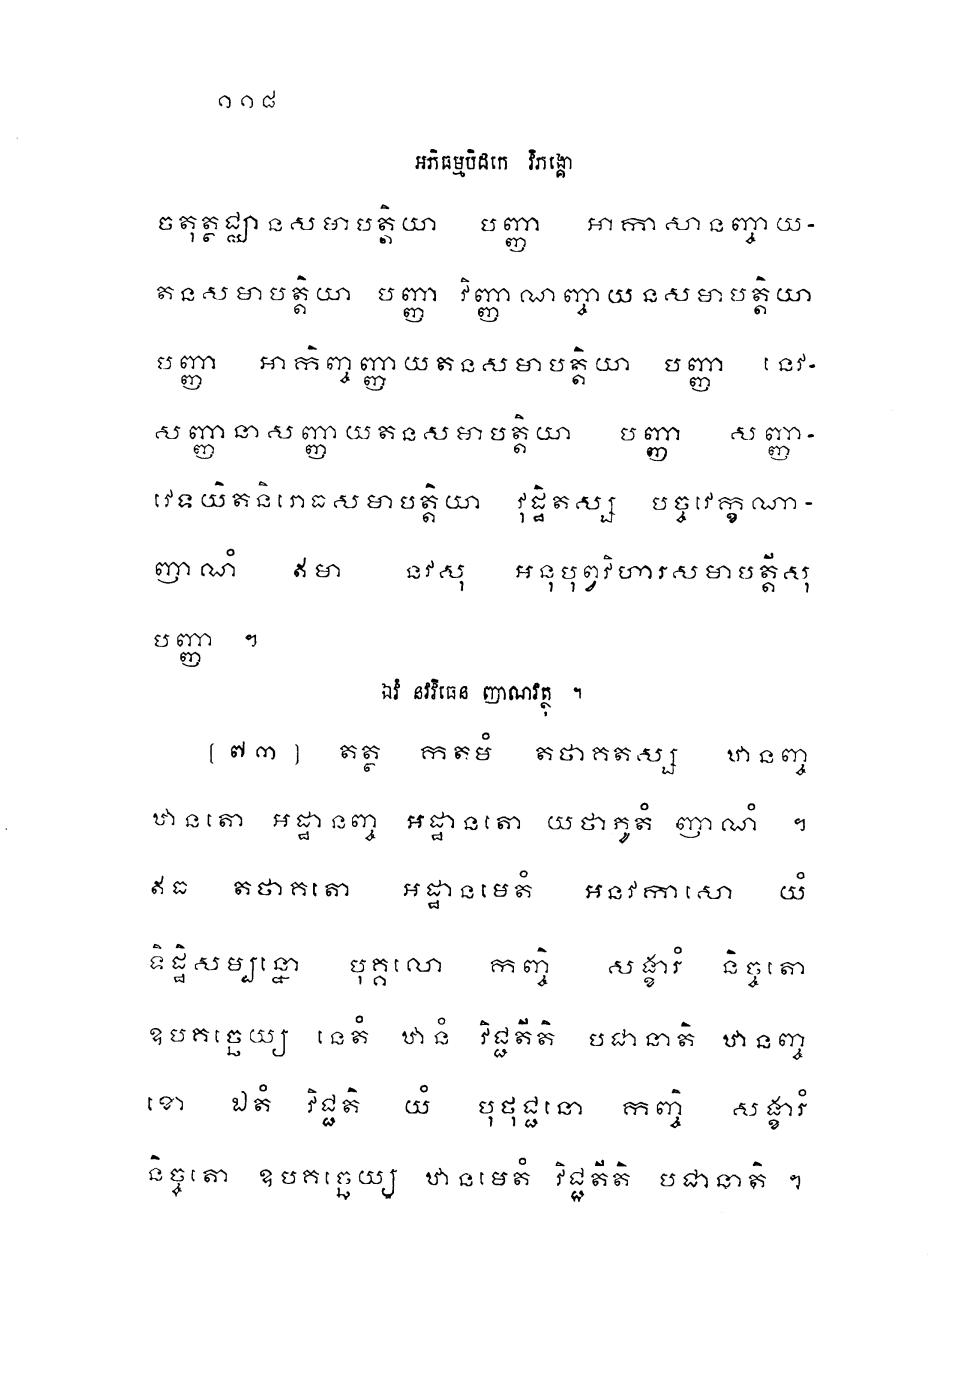 ១១៨
អភិធម្មបិដកេ វិភង្គោ
ចតុត្ថជ្ឈានសមាបត្តិយា បញ្ញា អាកាសានញ្ចាយ-
តនសមាបត្តិយា បញ្ញា វិញ្ញាណញ្ចាយនសមាបត្តិយា
បញ្ញា អាកិញ្ចញ្ញាយតនសមាបត្តិយា បញ្ញា នេវ-
សញ្ញានាសញ្ញាយតនសមាបត្តិយា បញ្ញា សញ្ញា-
វេទយិតនិរោធសមាបត្តិយា វុដ្ឋិតស្ស បច្ចវេក្ខណា-
ញាណំ ឥមា នវសុ អនុបុព្វវិហារសមាបត្តីសុ
បញ្ញា ។
ឯវំ នវវិធេន ញាណវត្ថុ ។
[៧៣] តត្ថ កតមំ តថាគតស្ស ឋានញ្ច
ឋានតោ អដ្ឋានញ្ច អដ្ឋានតោ យថាភូតំ ញាណំ ។
ឥធ តថាគតោ អដ្ឋានមេតំ អនវកាសោ យំ
ទិដ្ឋិសម្បន្នោ បុគ្គលោ កញ្ចិ សង្ខារំ និច្ចតោ
ឧបគច្ឆេយ្យ នេតំ ឋានំ វិជ្ជតីតិ បជានាតិ ឋានញ្ច
ខោ ឯតំ វិជ្ជតិ យំ បុថុជ្ជនោ កញ្ចិ សង្ខារំ
និច្ចតោ ឧបគច្ឆេយ្យ ឋានមេតំ វិជ្ជតីតិ បជានាតិ ។